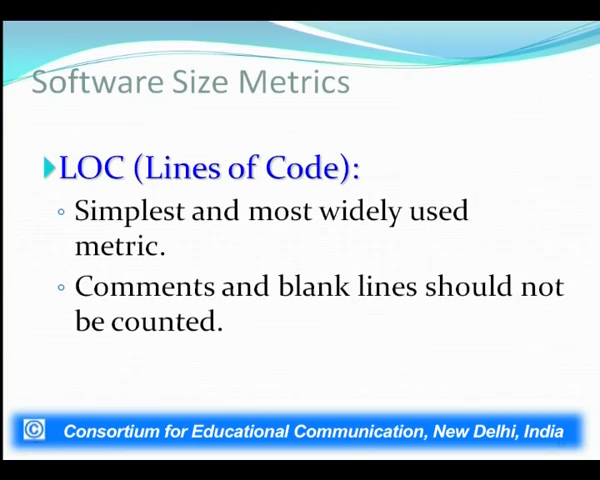 Software Size Metrics
LOC (Lines of Code):
Simplest and most widely used
metric.
Comments and blank lines should not
be counted.
© Consortium for Educational Communication, New Delhi, India